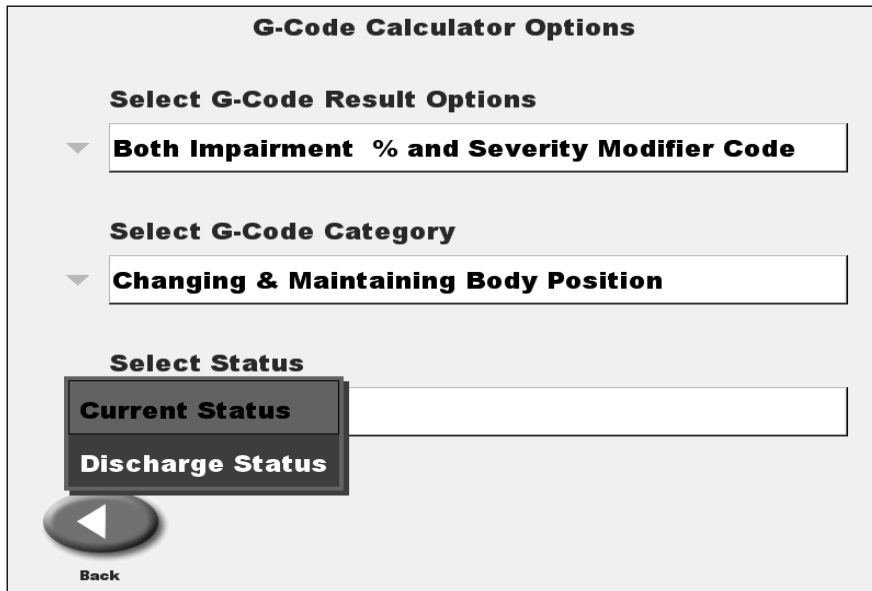 G-Code Calculator Options
Select G-Code Result Options
Both Impairment % and Severity Modifier Code
Select G-Code Category
Changing & Maintaining Body Position
Select Status
Current Status
Discharge Status
Back